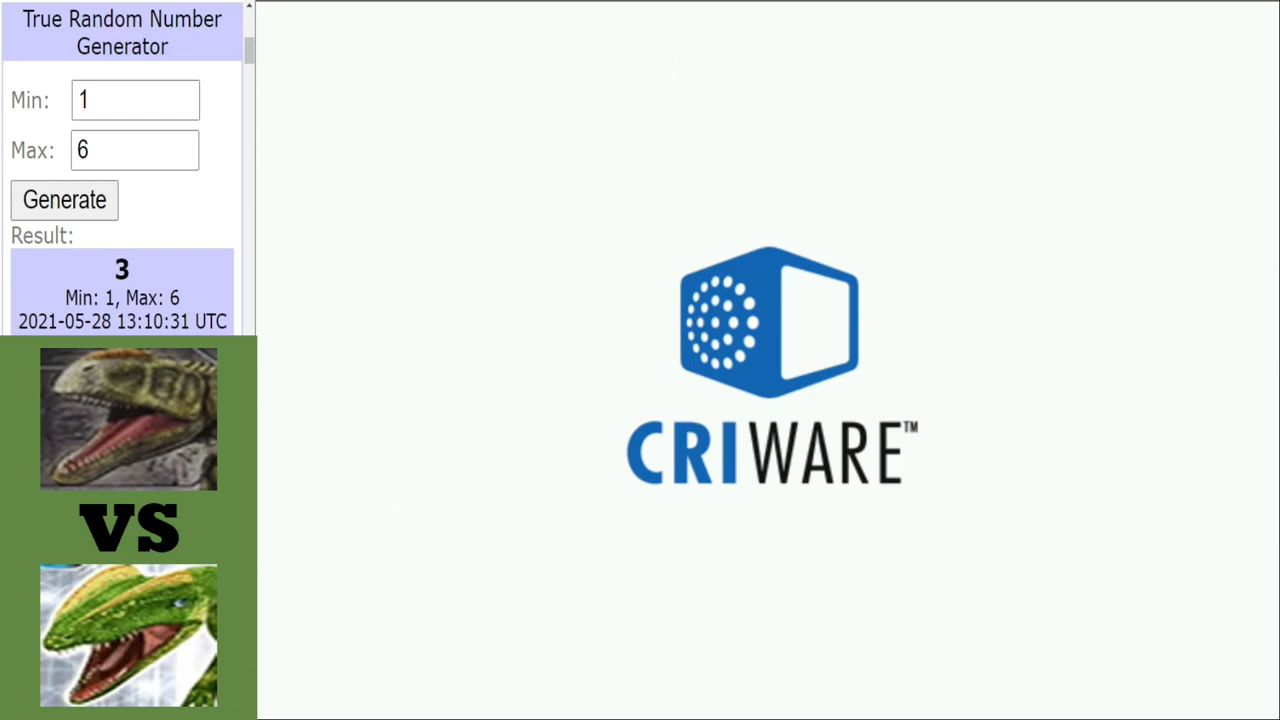 True Random Number
Generator
Min: 1
Max: 6
Generate
Result:
3
Min: 1, Max: 6
2021-05-28 13:10:31 UTC
VS
CRIWARE™